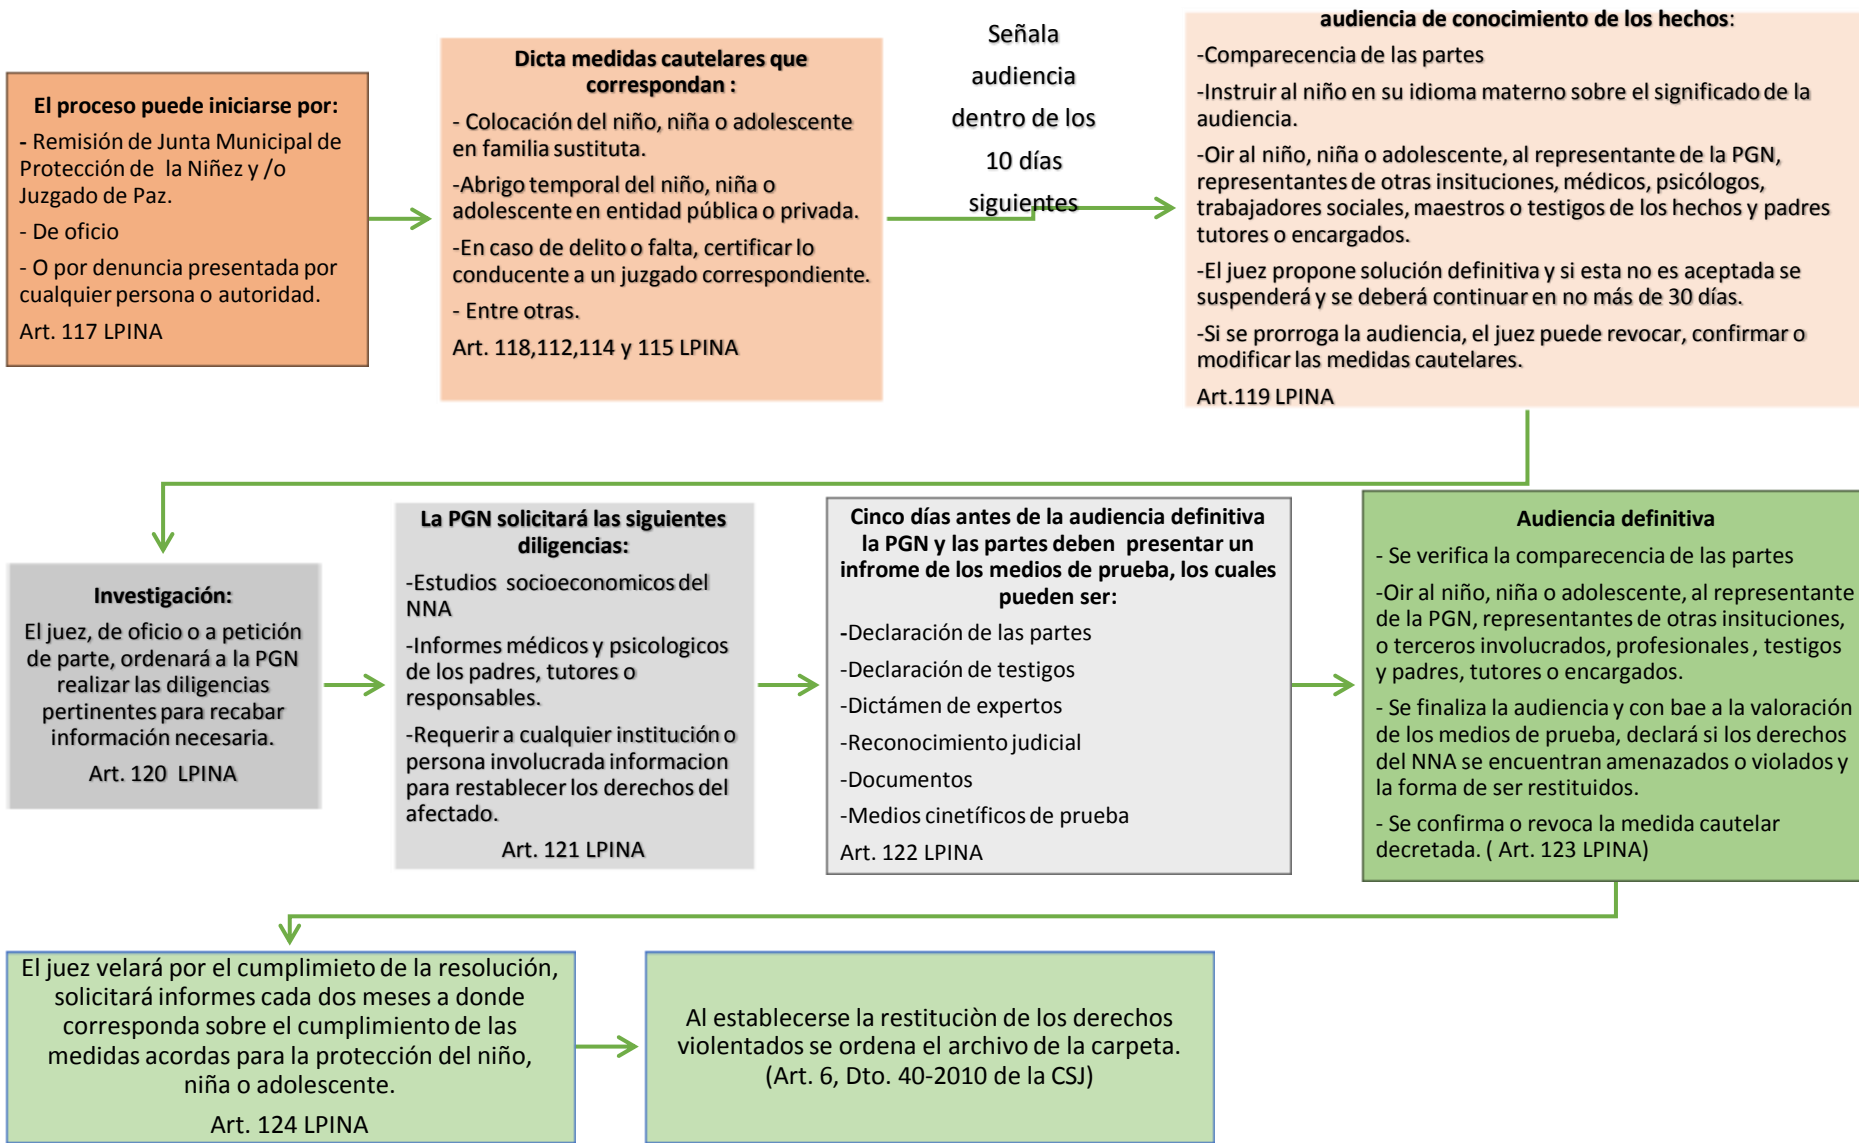 El proceso puede iniciarse por:
- Remisión de Junta Municipal de
Protección de la Niñez y /o
Juzgado de Paz.
- De oficio
- O por denuncia presentada por
cualquier persona o autoridad.
Art. 117 LPINA
Dicta medidas cautelares que
correspondan :
- Colocación del niño, niña o adolescente
en familia sustituta.
-Abrigo temporal del niño, niña o
adolescente en entidad pública o privada.
-En caso de delito o falta, certificar lo
conducente a un juzgado correspondiente.
- Entre otras.
Art. 118,112,114 y 115 LPINA
Señala
audiencia
dentro de los
10 días
siguientes
audiencia de conocimiento de los hechos:
-Comparecencia de las partes
-Instruir al niño en su idioma materno sobre el significado de la
audiencia.
-Oir al niño, niña o adolescente, al representante de la PGN,
representantes de otras insituciones, médicos, psicólogos,
trabajadores sociales, maestros o testigos de los hechos y padres
tutores o encargados.
-El juez propone solución definitiva y si esta no es aceptada se
suspenderá y se deberá continuar en no más de 30 días.
-Si se prorroga la audiencia, el juez puede revocar, confirmar o
modificar las medidas cautelares.
Art.119 LPINA
Investigación:
El juez, de oficio o a petición
de parte, ordenará a la PGN
realizar las diligencias
pertinentes para recabar
información necesaria.
Art. 120 LPINA
La PGN solicitará las siguientes
diligencias:
-Estudios socioeconomicos del
NNA
-Informes médicos y psicologicos
de los padres, tutores o
responsables.
-Requerir a cualquier institución o
persona involucrada informacion
para restablecer los derechos del
afectado.
Art. 121 LPINA
Cinco días antes de la audiencia definitiva
la PGN y las partes deben presentar un
infrome de los medios de prueba, los cuales
pueden ser:
-Declaración de las partes
-Declaración de testigos
-Dictámen de expertos
-Reconocimiento judicial
-Documentos
-Medios cinetíficos de prueba
Art. 122 LPINA
Audiencia definitiva
- Se verifica la comparecencia de las partes
-Oir al niño, niña o adolescente, al representante
de la PGN, representantes de otras insituciones,
o terceros involucrados, profesionales , testigos
y padres, tutores o encargados.
- Se finaliza la audiencia y con bae a la valoración
de los medios de prueba, declará si los derechos
del NNA se encuentran amenazados o violados y
la forma de ser restituidos.
- Se confirma o revoca la medida cautelar
decretada. ( Art. 123 LPINA)
El juez velará por el cumplimieto de la resolución,
solicitará informes cada dos meses a donde
corresponda sobre el cumplimiento de las
medidas acordas para la protección del niño,
niña o adolescente.
Art. 124 LPINA
Al establecerse la restituciòn de los derechos
violentados se ordena el archivo de la carpeta.
(Art. 6, Dto. 40-2010 de la CSJ)